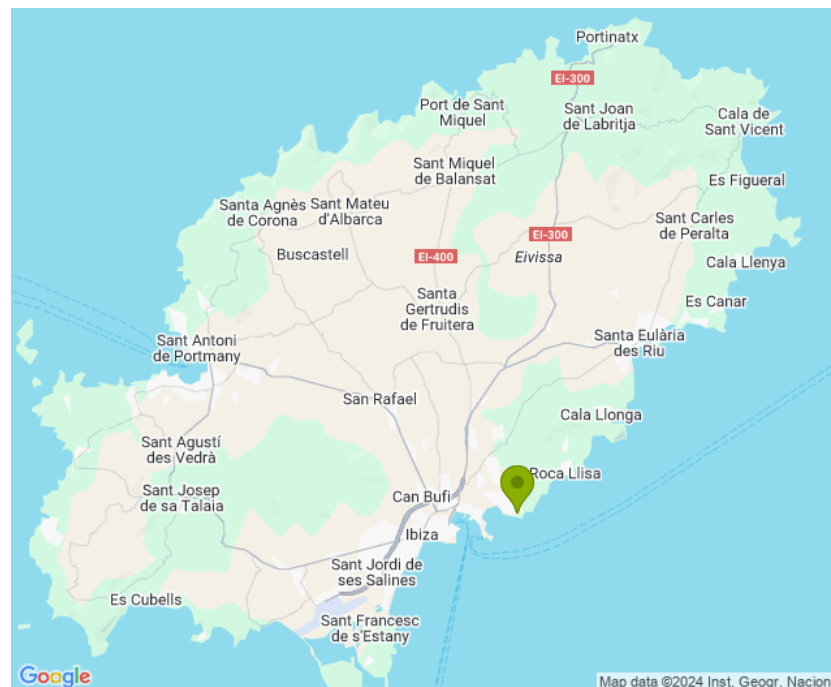 Portinatx
EI-300
Port de Sant
Miquel
Sant Joan
de Labritja
Cala de
Sant Vicent
Sant Miquel
de Balansat
Es Figueral
Santa Agnès
de Corona
Sant Mateu
d'Albarca
Sant Carles
de Peralta
EI-300
Buscastell
EI-400
Eivissa
Cala Llenya
Santa
Gertrudis
de Fruitera
Es Canar
Sant Antoni
de Portmany
Santa Eulària
des Riu
San Rafael
Cala Llonga
Sant Agustí
des Vedrà
Roca Llisa
Sant Josep
de sa Talaia
Can Bufi
Ibiza
Sant Jordi de
ses Salines
Es Cubells
Sant Francesc
de s'Estany
Google
Map data ©2024 Inst. Geogr. Nacion